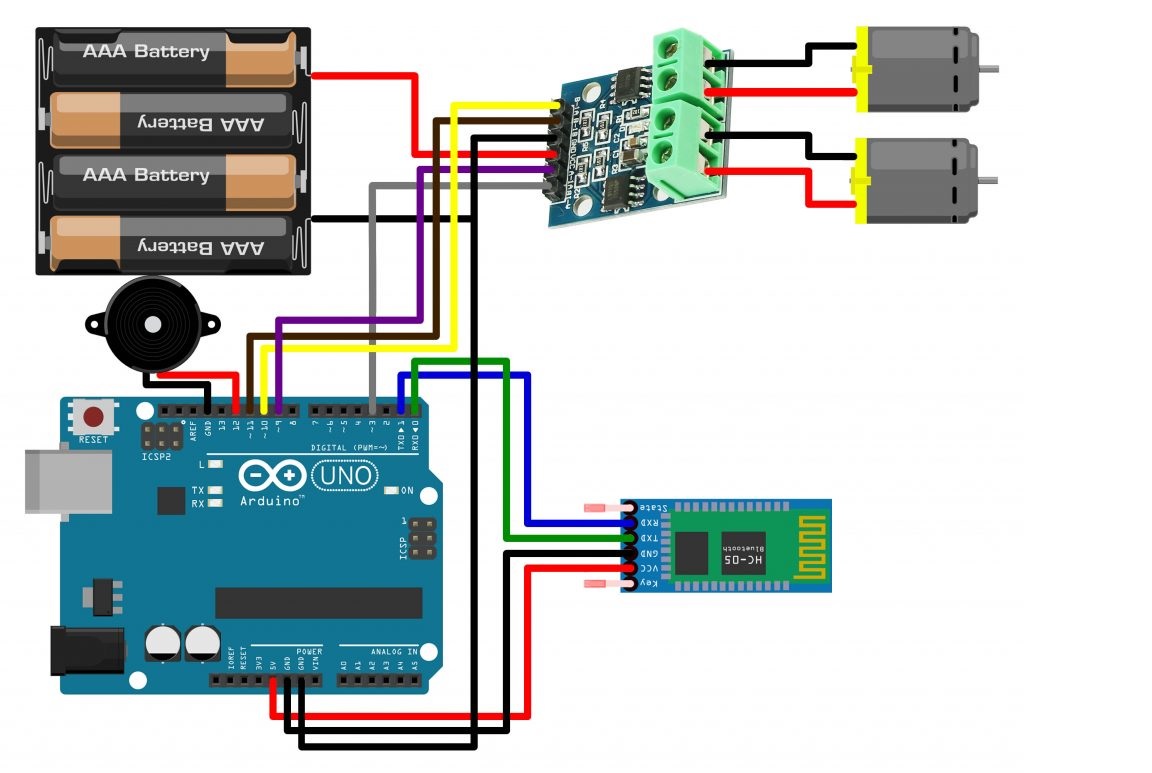 AAA Battery
AAA Battery
AAA Battery
AAA Battery
RESET
ICSP2
AREF
GND
13
12
~11
~10
~9
8
7
~6
~5
4
~3
2
TXD▶1
RXD◀0
DIGITAL (PWM=~)
L
TX
RX
UNO
Arduino™
ON
1
ICSP
IOREF
RESET
3V3
5V
GND
GND
VIN
POWER
ANALOG IN
A0
A1
A2
A3
A4
A5
State
RXD
TXD
GND
VCC
Key
HC-05
Bluetooth